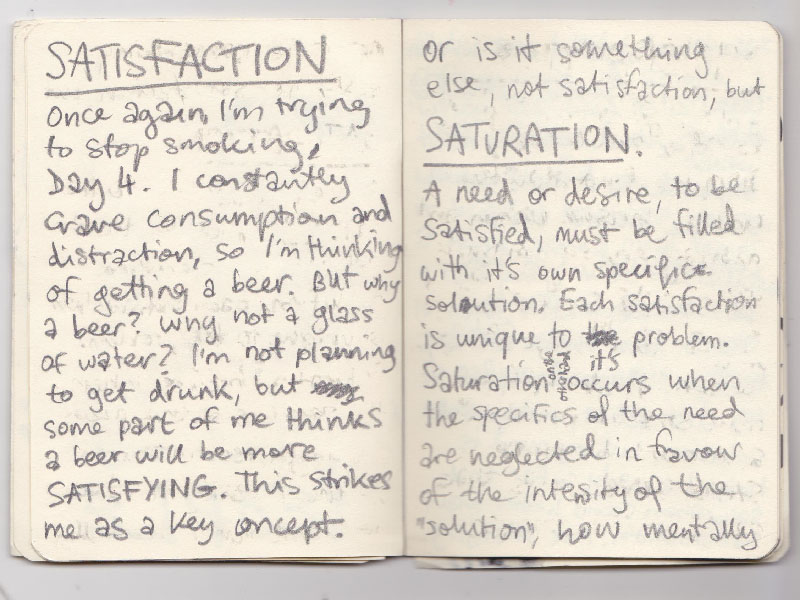 SATISFACTION
Once again, I'm trying
to stop smoking.
Day 4. I constantly
crave consumption and
distraction, so I'm thinking
of getting a beer. But why
a beer? Why not a glass
of water? I'm not planning
to get drunk, but
some part of me thinks
a beer will be more
SATISFYING. This strikes
me as a key concept.
or is it something
else, not satisfaction, but
SATURATION.
A need or desire, to be
satisfied, must be filled
with it's own specific
solution. Each satisfaction
is unique to it's problem.
Saturation on the other hand occurs when
the specifics of the need
are neglected in favour
of the intensity of the
"solution", how mentally